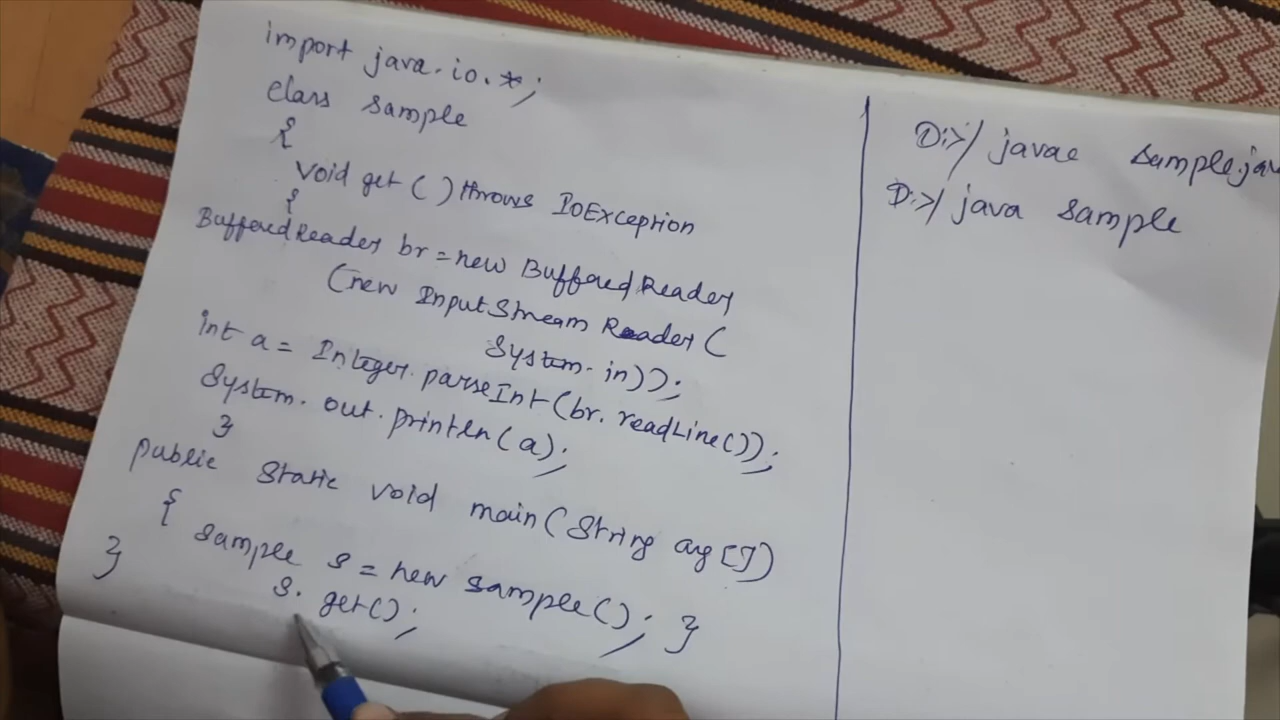 import java.io.*;
class sample
{
void get ( ) throws IOException
{
BufferedReader br = new BufferedReader
(new InputStreamReader (
System.in));
int a = Integer.parseInt(br.readLine());
System.out.println(a);
}
public static void main(String arg[])
{ sample s = new sample(); }
s.get();
}
D:>/ javac sample.jav
D:>/ java sample